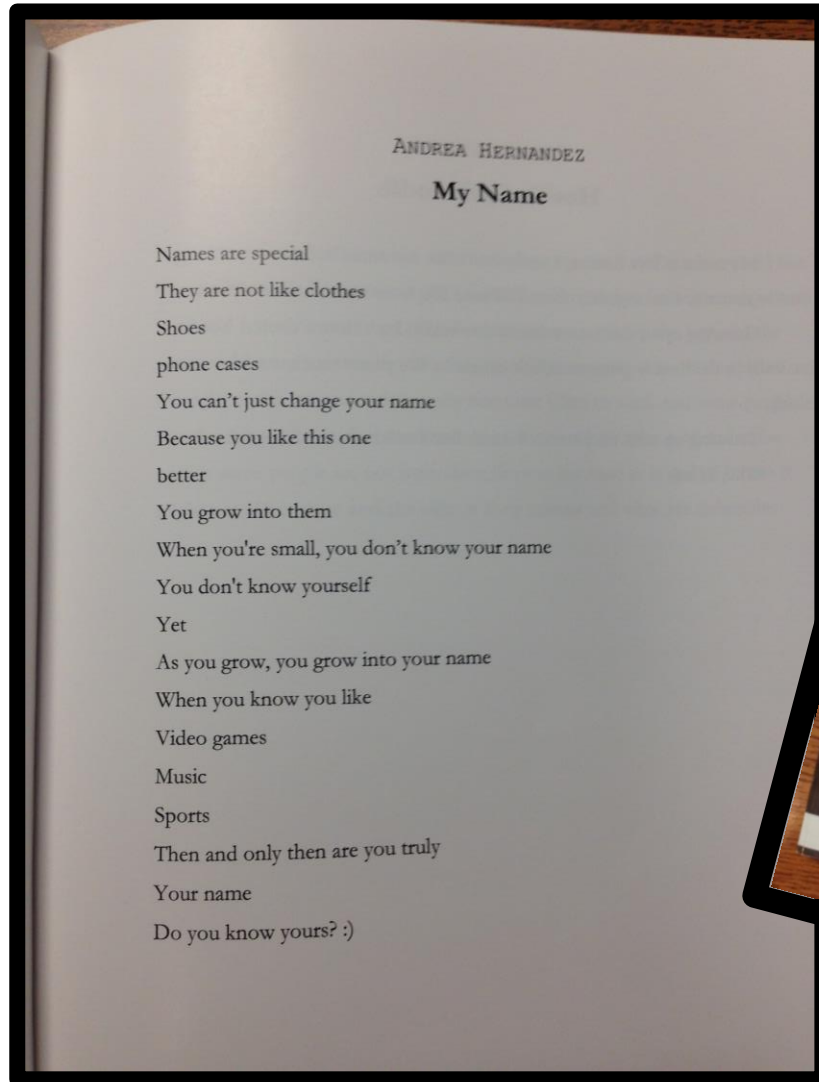 ANDREA HERNANDEZ
My Name
Names are special
They are not like clothes
Shoes
phone cases
You can't just change your name
Because you like this one
better
You grow into them
When you're small, you don't know your name
You don't know yourself
Yet
As you grow, you grow into your name
When you know you like
Video games
Music
Sports
Then and only then are you truly
Your name
Do you know yours? :)